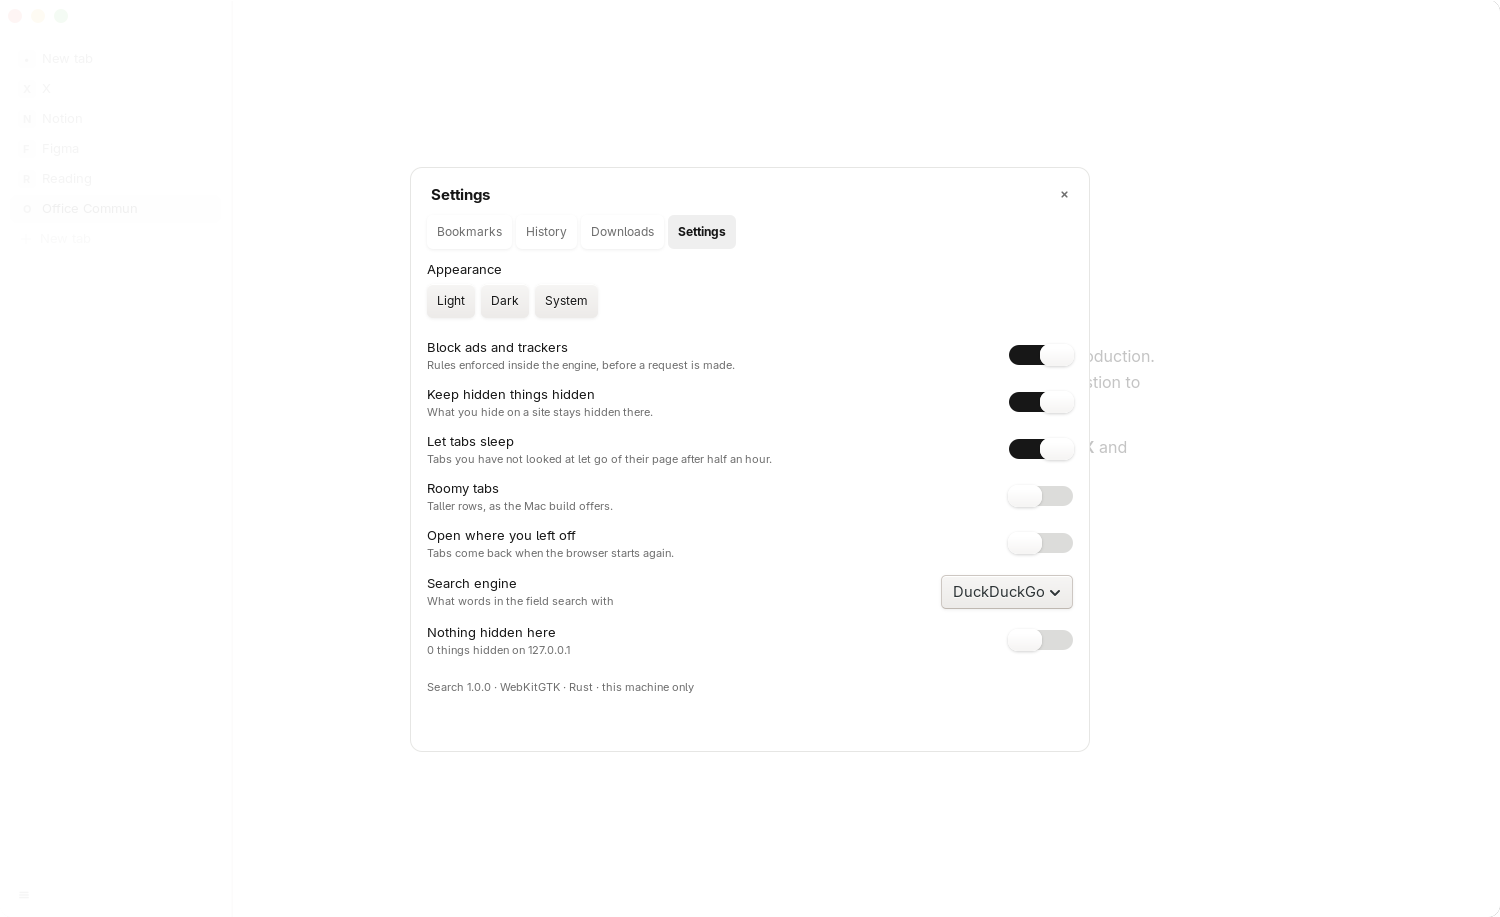 New tab
X X
N Notion
F Figma
R Reading
O Office Commun
New tab
Settings ×
Bookmarks History Downloads Settings
Appearance
Light Dark System
Block ads and trackers
Rules enforced inside the engine, before a request is made.
oduction.
Keep hidden things hidden
stion to
What you hide on a site stays hidden there.
Let tabs sleep
K and
Tabs you have not looked at let go of their page after half an hour.
Roomy tabs
Taller rows, as the Mac build offers.
Open where you left off
Tabs come back when the browser starts again.
Search engine
DuckDuckGo
What words in the field search with
Nothing hidden here
0 things hidden on 127.0.0.1
Search 1.0.0 · WebKitGTK · Rust · this machine only